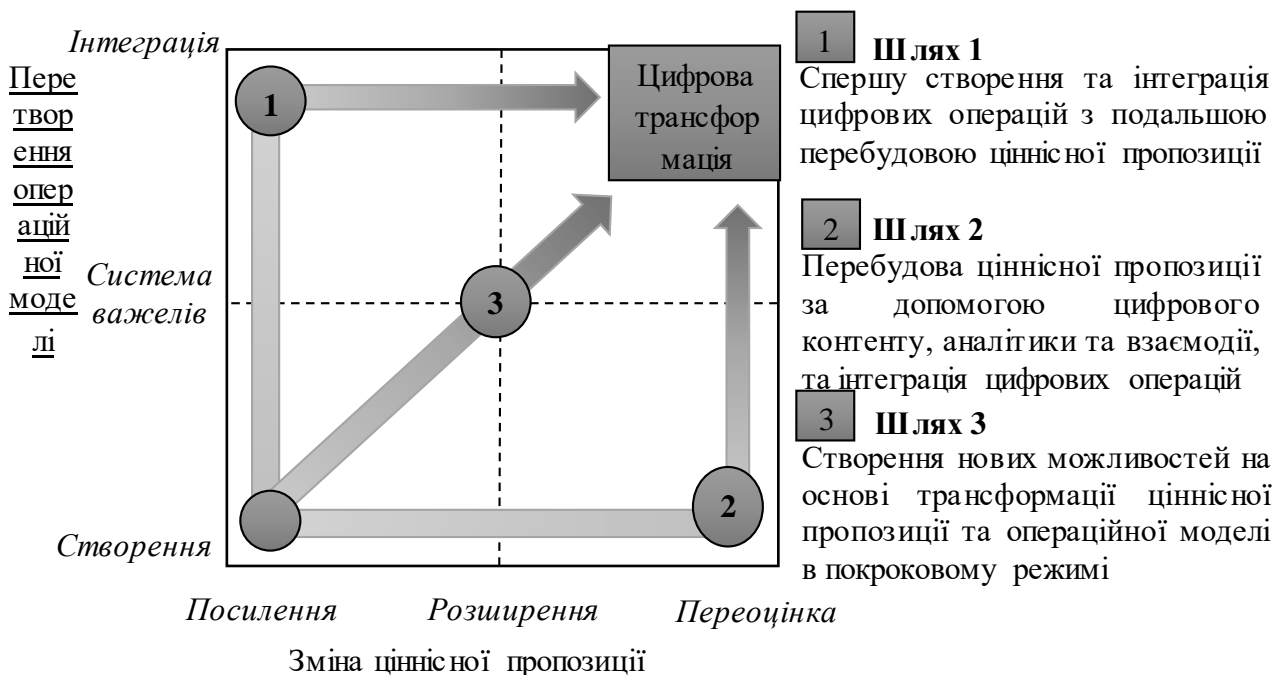 Інтеграція
Пере
твор
ення
опер
ацій
ної
моде
лі
Система
важелів
Створення
1
3
2
Цифрова
трансфор
мація
Посилення
Розширення
Переоцінка
Зміна ціннісної пропозиції
1 Шлях 1
Спершу створення та інтеграція
цифрових операцій з подальшою
перебудовою ціннісної пропозиції
2 Шлях 2
Перебудова ціннісної пропозиції
за допомогою цифрового
контенту, аналітики та взаємодії,
та інтеграція цифрових операцій
3 Шлях 3
Створення нових можливостей на
основі трансформації ціннісної
пропозиції та операційної моделі
в покроковому режимі